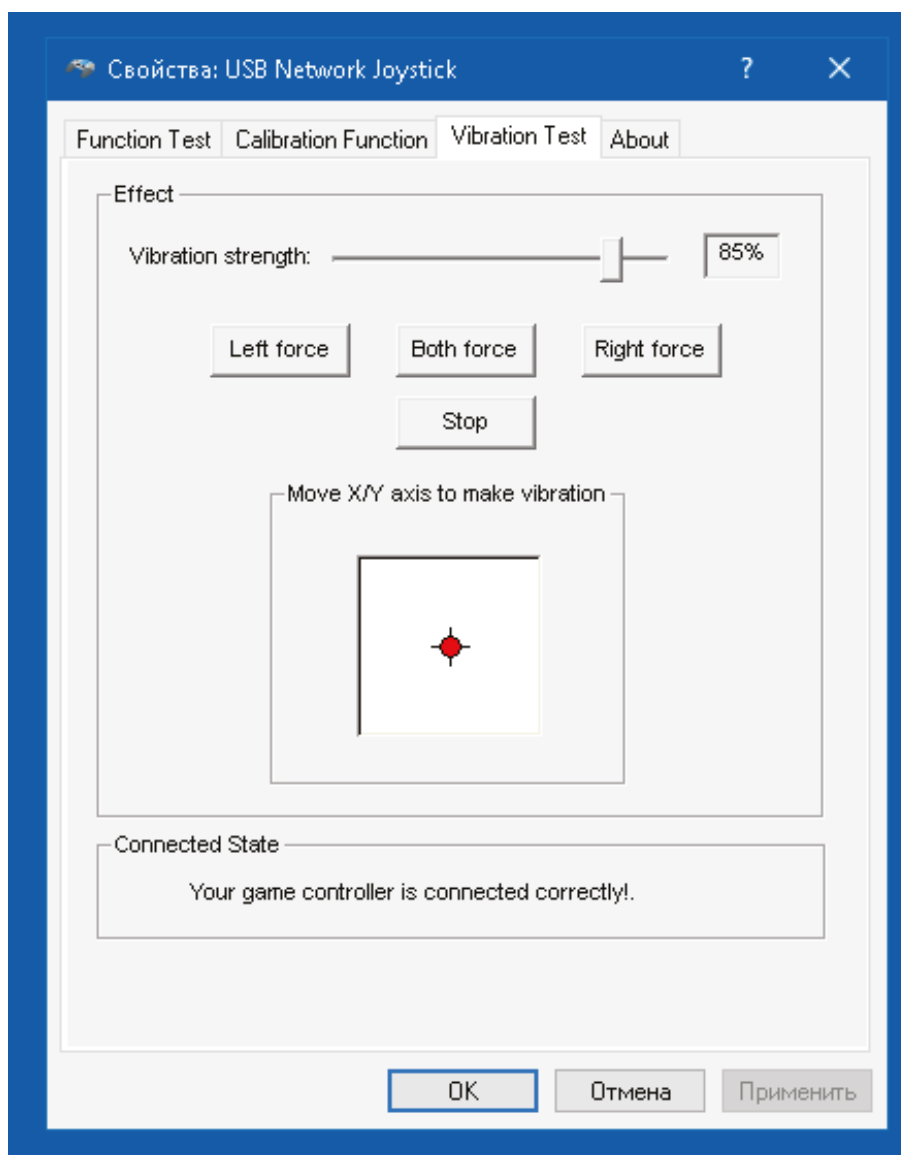 Свойства: USB Network Joystick ? ×
Function Test Calibration Function Vibration Test About
Effect
Vibration strength: 85%
Left force Both force Right force
Stop
Move X/Y axis to make vibration
Connected State
Your game controller is connected correctly!.
OK Отмена Применить